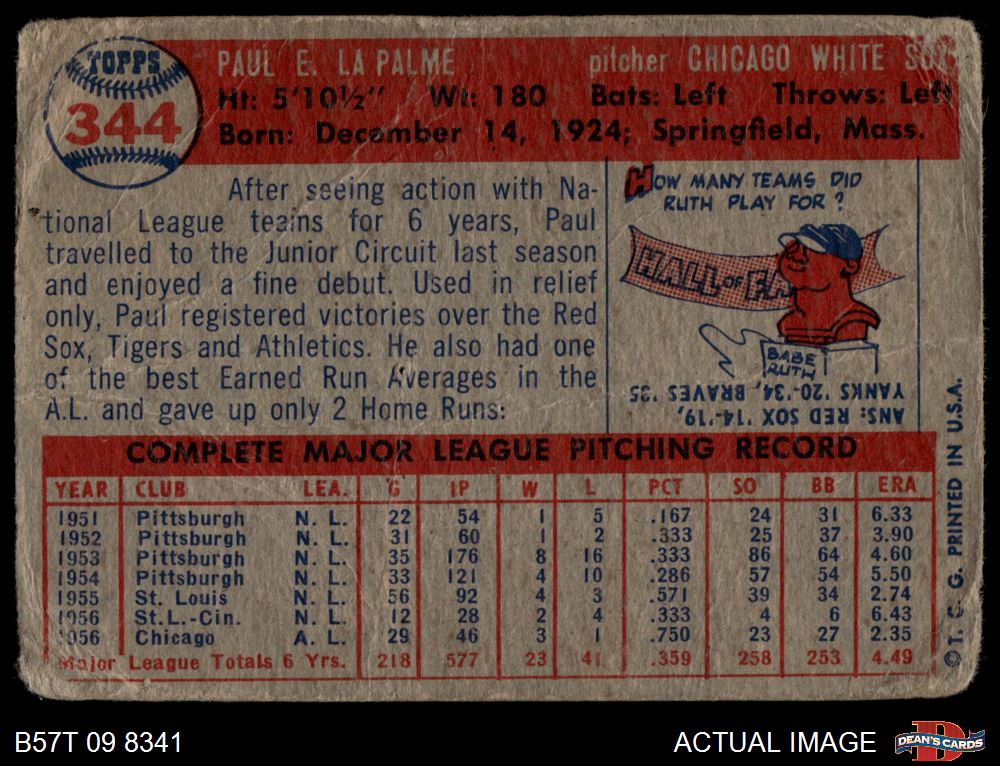 TOPPS
344
PAUL E. LA PALME pitcher CHICAGO WHITE SOX
Ht: 5'10½" Wt: 180 Bats: Left Throws: Left
Born: December 14, 1924; Springfield, Mass.
After seeing action with Na-
tional League teams for 6 years, Paul
travelled to the Junior Circuit last season
and enjoyed a fine debut. Used in relief
only, Paul registered victories over the Red
Sox, Tigers and Athletics. He also had one
of the best Earned Run Averages in the
A.L. and gave up only 2 Home Runs:
HOW MANY TEAMS DID
RUTH PLAY FOR?
HALL OF FA
BABE
RUTH
ANS: RED SOX '14-'19,
YANKS '20-'34, BRAVES '35
COMPLETE MAJOR LEAGUE PITCHING RECORD
YEAR CLUB LEA. G IP W L PCT SO BB ERA
1951 Pittsburgh N. L. 22 54 1 5 .167 24 31 6.33
1952 Pittsburgh N. L. 31 60 1 2 .333 25 37 3.90
1953 Pittsburgh N. L. 35 176 8 16 .333 86 64 4.60
1954 Pittsburgh N. L. 33 121 4 10 .286 57 54 5.50
1955 St. Louis N. L. 56 92 4 3 .571 39 34 2.74
1956 St.L.-Cin. N. L. 12 28 2 4 .333 4 6 6.43
1956 Chicago A. L. 29 46 3 1 .750 23 27 2.35
Major League Totals 6 Yrs. 218 577 23 41 .359 258 253 4.49
© T. C. G. PRINTED IN U.S.A.
B57T 09 8341
ACTUAL IMAGE
DEAN'S CARDS